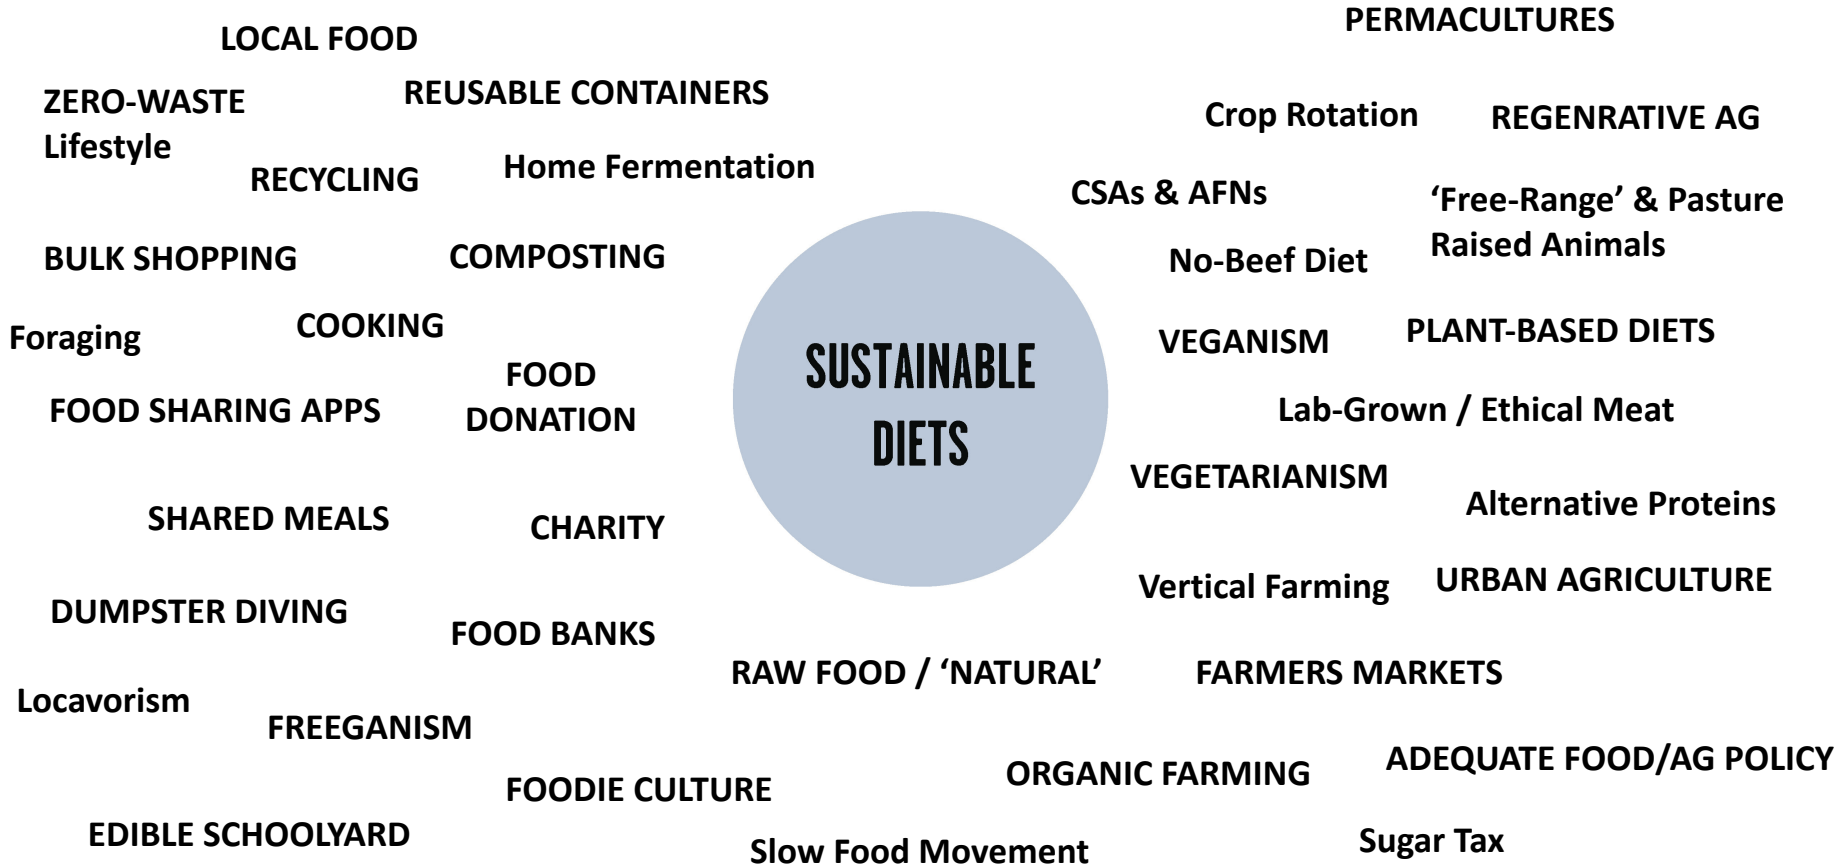 LOCAL FOOD
PERMACULTURES
ZERO-WASTE
Lifestyle
REUSABLE CONTAINERS
Crop Rotation
REGENRATIVE AG
RECYCLING
Home Fermentation
CSAs & AFNs
‘Free-Range’ & Pasture
Raised Animals
BULK SHOPPING
COMPOSTING
No-Beef Diet
Foraging
COOKING
VEGANISM
PLANT-BASED DIETS
SUSTAINABLE
DIETS
FOOD
DONATION
FOOD SHARING APPS
Lab-Grown / Ethical Meat
VEGETARIANISM
Alternative Proteins
SHARED MEALS
CHARITY
Vertical Farming
URBAN AGRICULTURE
DUMPSTER DIVING
FOOD BANKS
RAW FOOD / ‘NATURAL’
FARMERS MARKETS
Locavorism
FREEGANISM
FOODIE CULTURE
ORGANIC FARMING
ADEQUATE FOOD/AG POLICY
EDIBLE SCHOOLYARD
Slow Food Movement
Sugar Tax